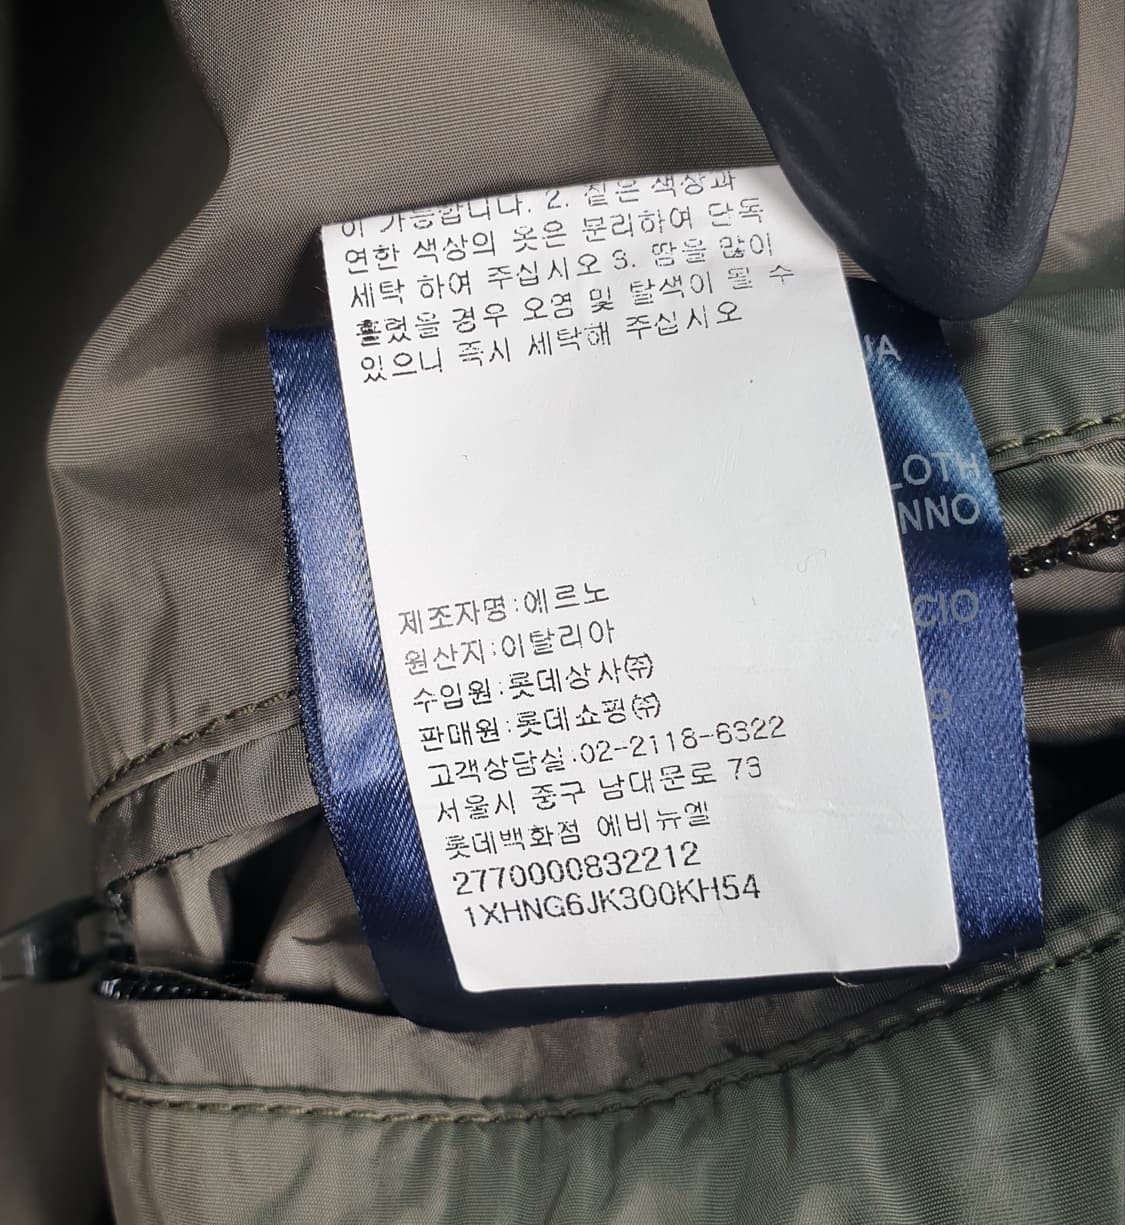 이 가능합니다. 2. 짙은 색상과
연한 색상의 옷은 분리하여 단독
세탁 하여 주십시오 3. 땀을 많이
흘렸을 경우 오염 및 탈색이 될 수
있으니 즉시 세탁해 주십시오
제조자명:에르노
원산지:이탈리아
수입원:롯데상사㈜
판매원:롯데쇼핑㈜
고객상담실:02-2118-6322
서울시 중구 남대문로 73
롯데백화점 에비뉴엘
2770000832212
1XHNG6JK300KH54
UA
LOTH
NNO
CIO
O